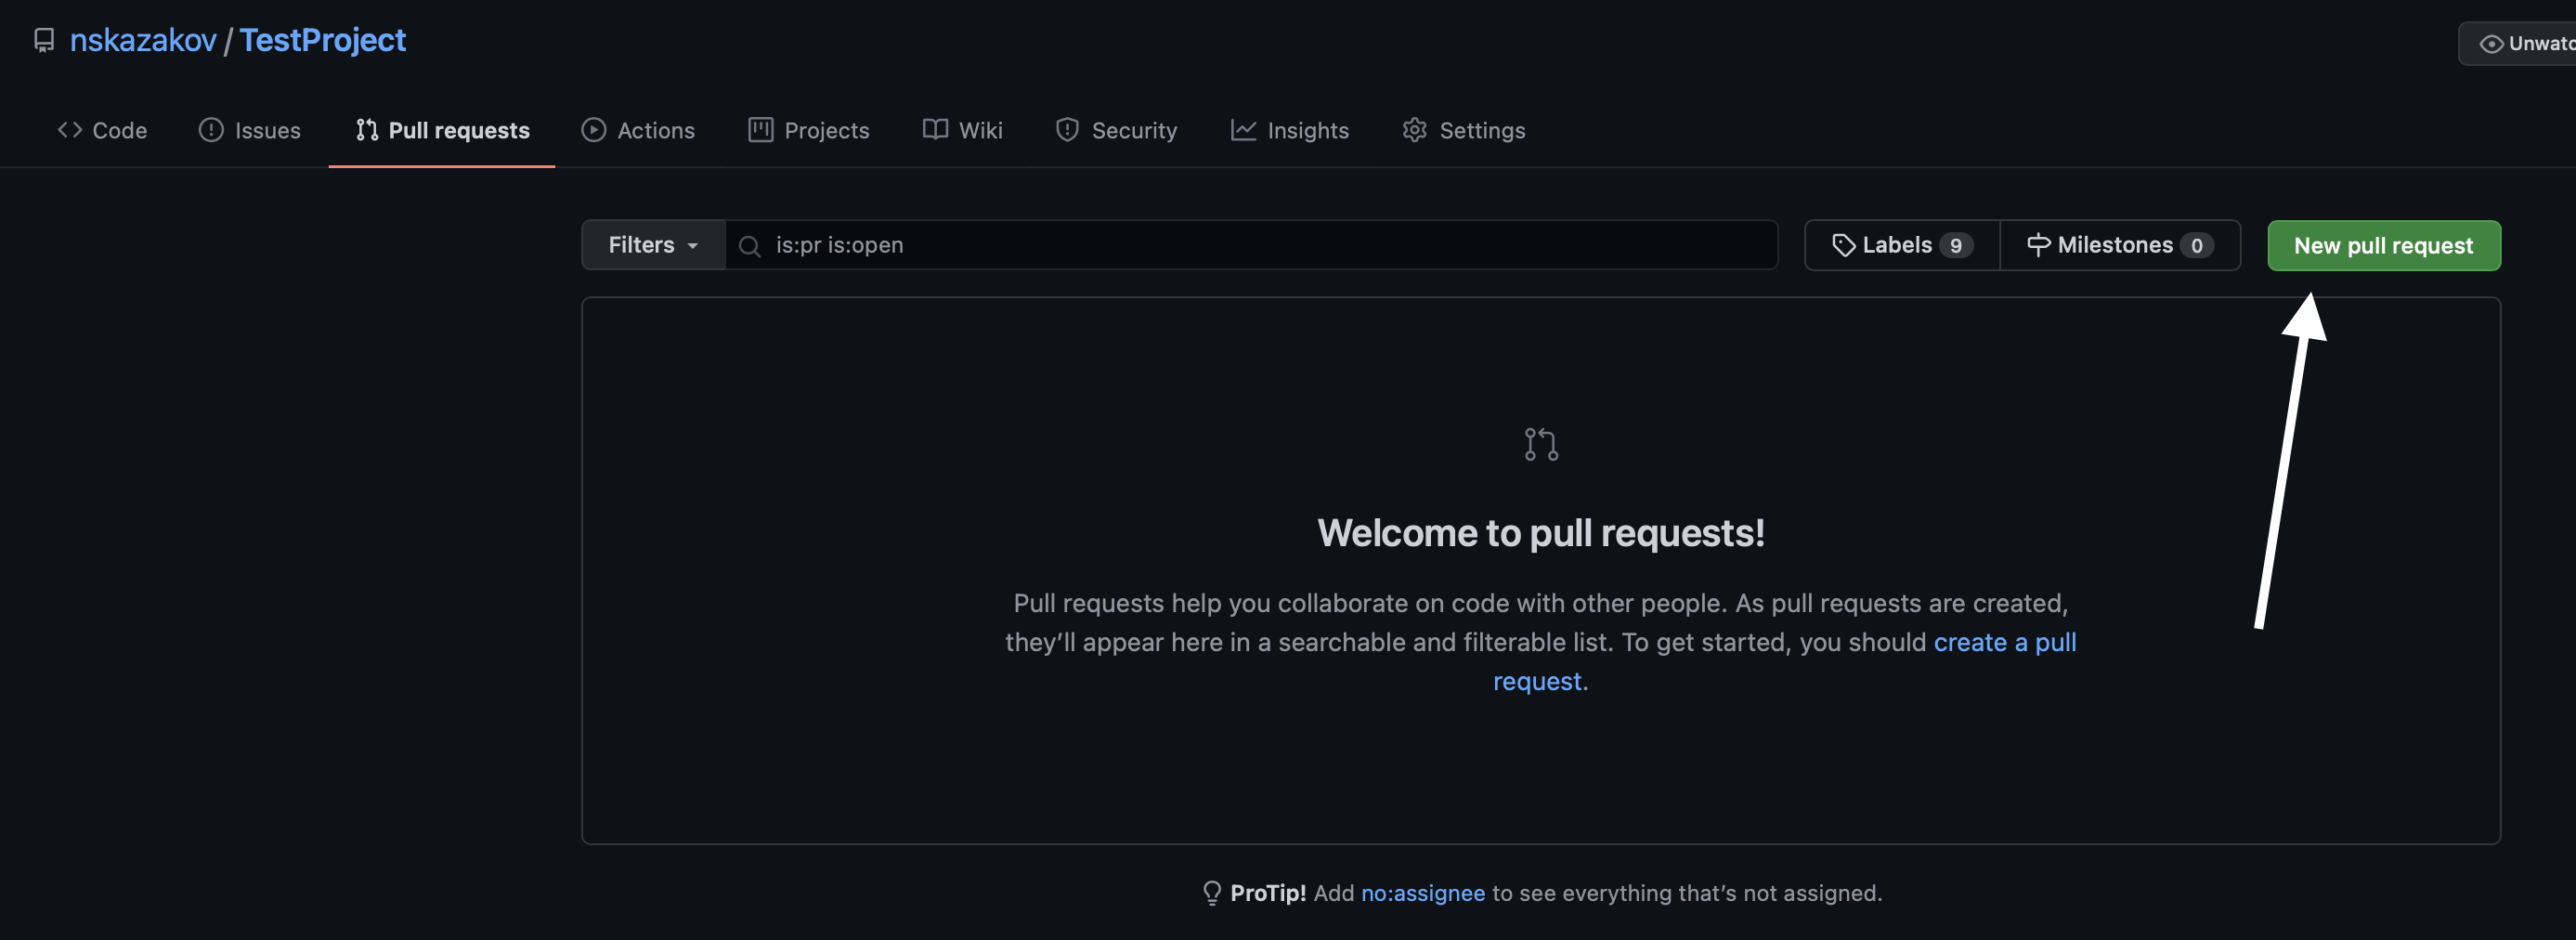 nskazakov / TestProject
Unwatc
Code Issues Pull requests Actions Projects Wiki Security Insights Settings
Filters is:pr is:open Labels 9 Milestones 0 New pull request
Welcome to pull requests!
Pull requests help you collaborate on code with other people. As pull requests are created,
they’ll appear here in a searchable and filterable list. To get started, you should create a pull
request.
ProTip! Add no:assignee to see everything that’s not assigned.